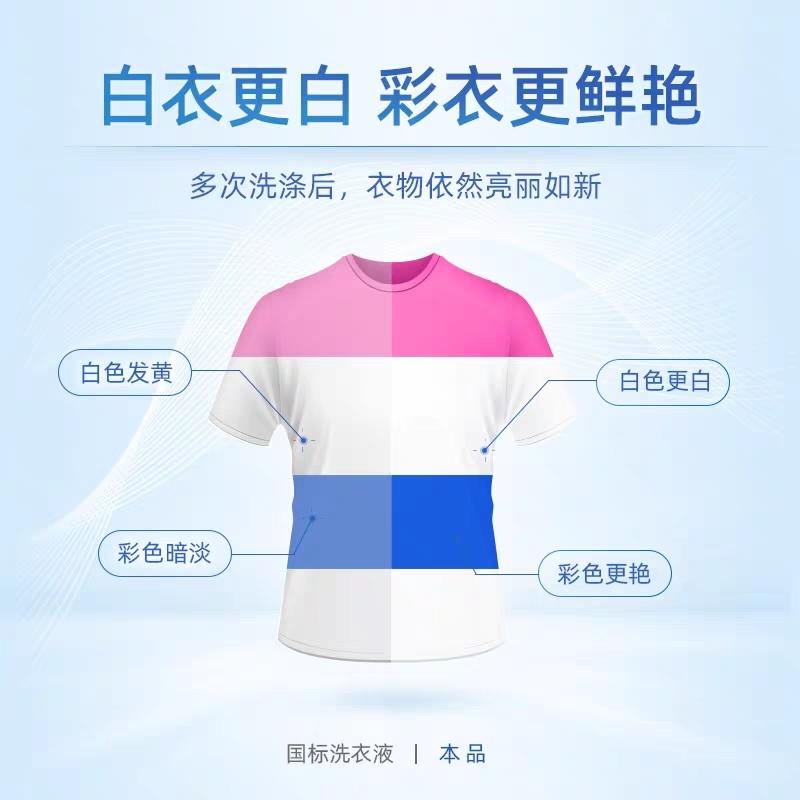 白衣更白 彩衣更鲜艳
多次洗涤后，衣物依然亮丽如新
白色发黄
白色更白
彩色暗淡
彩色更艳
国标洗衣液 | 本品